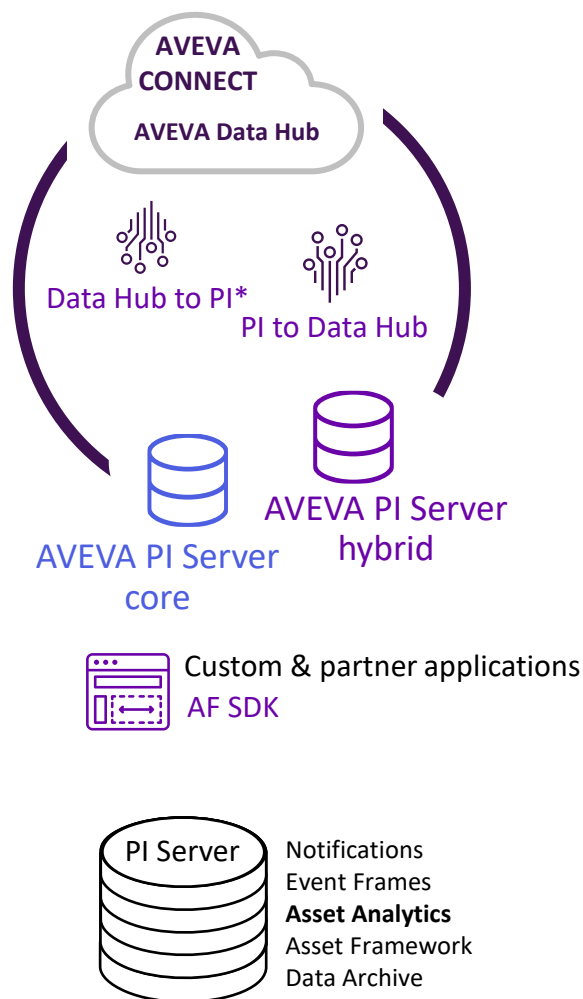 AVEVA
CONNECT
AVEVA Data Hub
Data Hub to PI*
PI to Data Hub
AVEVA PI Server
hybrid
AVEVA PI Server
core
Custom & partner applications
AF SDK
PI Server
Notifications
Event Frames
Asset Analytics
Asset Framework
Data Archive